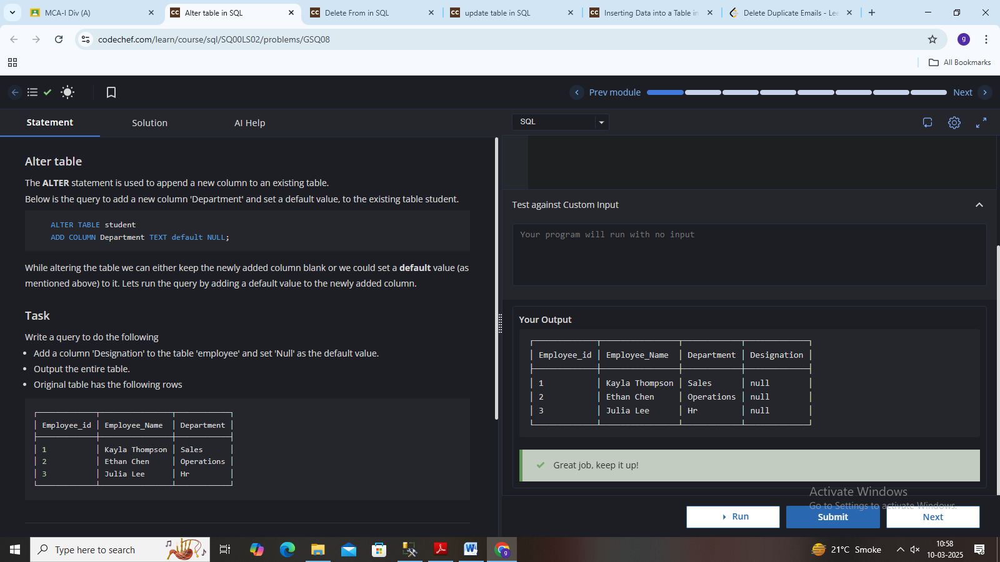 MCA-I Div (A)
Alter table in SQL
Delete From in SQL
update table in SQL
Inserting Data into a Table in
Delete Duplicate Emails - Lee
codechef.com/learn/course/sql/SQ00LS02/problems/GSQ08
g
All Bookmarks
Prev module
Next
Statement
Solution
AI Help
SQL
Alter table
The ALTER statement is used to append a new column to an existing table.
Below is the query to add a new column 'Department' and set a default value, to the existing table student.
ALTER TABLE student
ADD COLUMN Department TEXT default NULL;
While altering the table we can either keep the newly added column blank or we could set a default value (as
mentioned above) to it. Lets run the query by adding a default value to the newly added column.
Task
Write a query to do the following
• Add a column 'Designation' to the table 'employee' and set 'Null' as the default value.
• Output the entire table.
• Original table has the following rows
Employee_id Employee_Name Department
1 Kayla Thompson Sales
2 Ethan Chen Operations
3 Julia Lee Hr
Test against Custom Input
Your program will run with no input
Your Output
Employee_id Employee_Name Department Designation
1 Kayla Thompson Sales null
2 Ethan Chen Operations null
3 Julia Lee Hr null
Great job, keep it up!
Activate Windows
Go to Settings to activate Windows.
Run
Submit
Next
Type here to search
21°C Smoke
10:58
10-03-2025